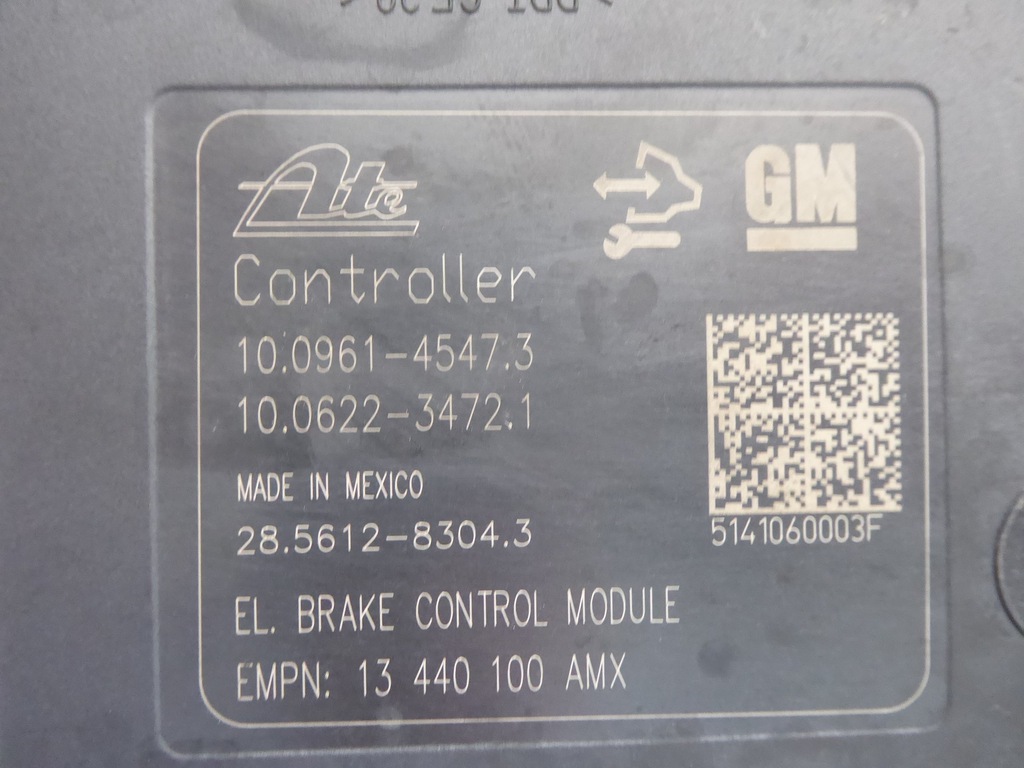 Ate
GM
Controller
10.0961-4547.3
10.0622-3472.1
MADE IN MEXICO
28.5612-8304.3
5141060003F
EL. BRAKE CONTROL MODULE
EMPN: 13 440 100 AMX